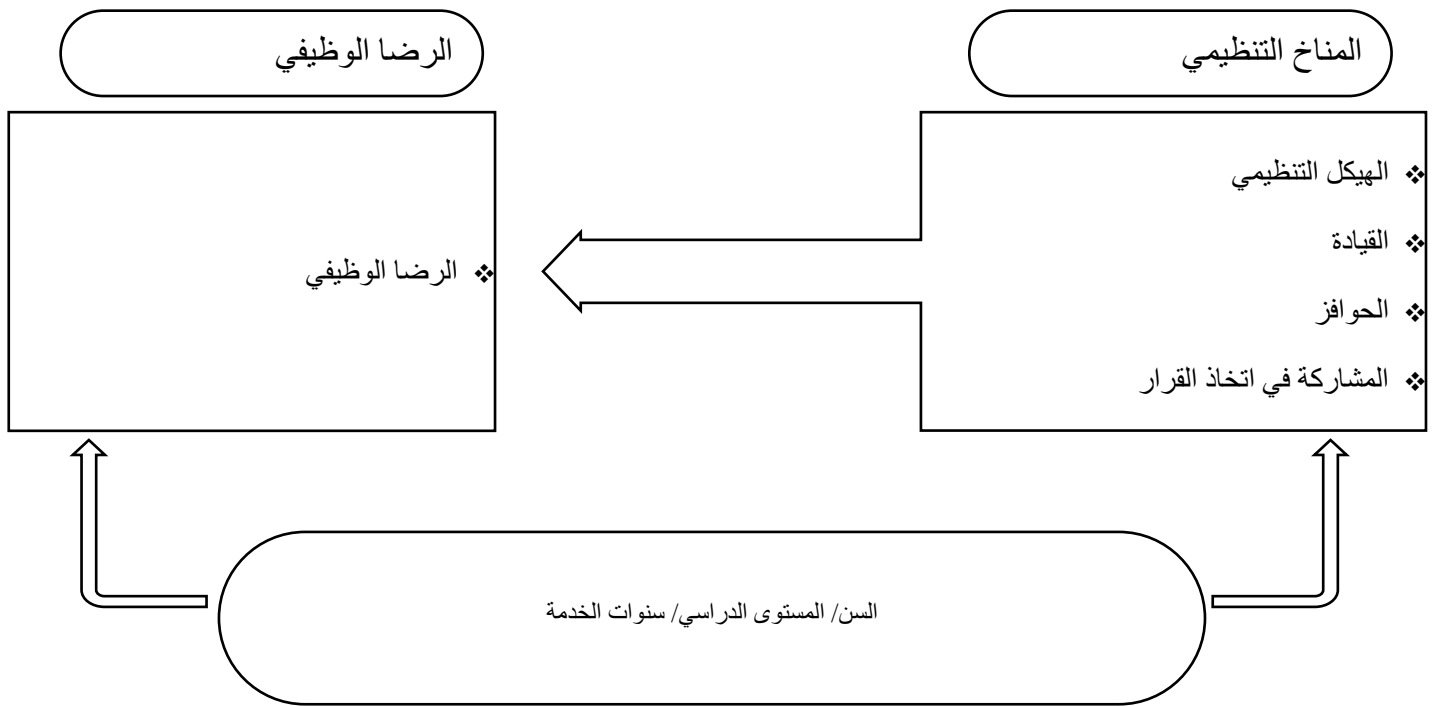 المناخ التنظيمي
الرضا الوظيفي
❖ الهيكل التنظيمي
❖ القيادة
❖ الحوافز
❖ المشاركة في اتخاذ القرار
❖ الرضا الوظيفي
السن/ المستوى الدراسي/ سنوات الخدمة